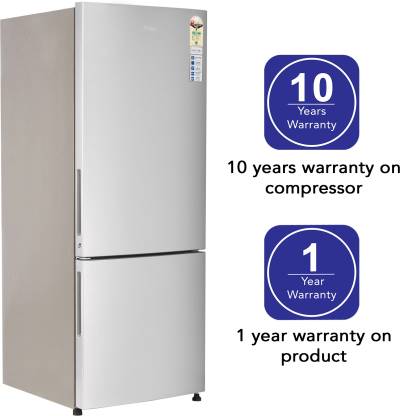 10
Years
Warranty
10 years warranty on
compressor
1
Year
Warranty
1 year warranty on
product